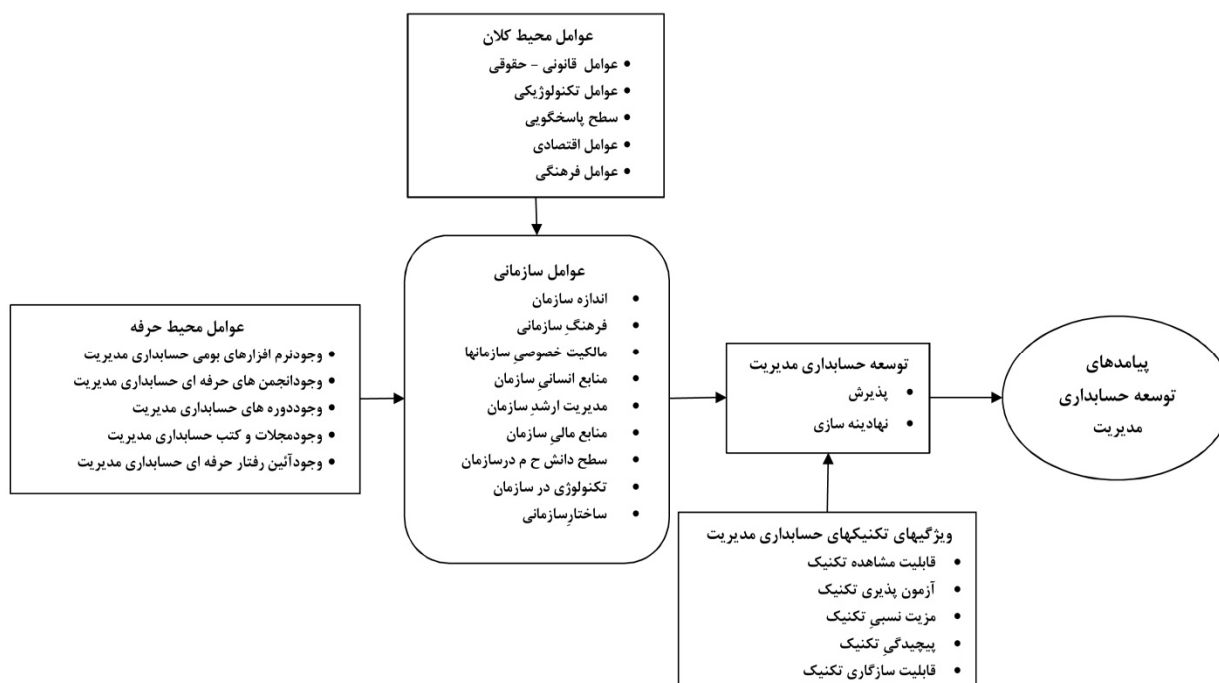 عوامل محیط کلان
• عوامل قانونی – حقوقی
• عوامل تکنولوژیکی
• سطح پاسخگویی
• عوامل اقتصادی
• عوامل فرهنگی
عوامل محیط حرفه
• وجودنرم افزارهای بومی حسابداری مدیریت
• وجودانجمن های حرفه ای حسابداری مدیریت
• وجوددوره های حسابداری مدیریت
• وجودمجلات و کتب حسابداری مدیریت
• وجودآئین رفتار حرفه ای حسابداری مدیریت
عوامل سازمانی
• اندازه سازمان
• فرهنگِ سازمانی
• مالکیت خصوصیِ سازمانها
• منابع انسانیِ سازمان
• مدیریت ارشدِ سازمان
• منابع مالیِ سازمان
• سطح دانش ح م درسازمان
• تکنولوژی در سازمان
• ساختارِسازمانی
توسعه حسابداری مدیریت
• پذیرش
• نهادینه سازی
پیامدهای
توسعه حسابداری
مدیریت
ویژگیهای تکنیکهای حسابداری مدیریت
• قابلیت مشاهده تکنیک
• آزمون پذیری تکنیک
• مزیت نسبیِ تکنیک
• پیچیدگیِ تکنیک
• قابلیت سازگاری تکنیک